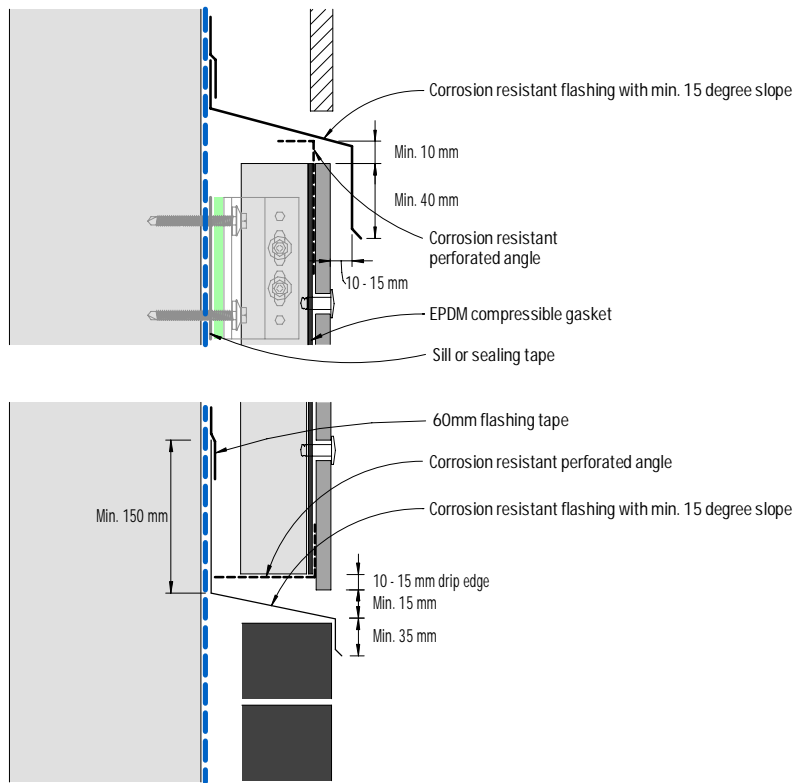 Corrosion resistant flashing with min. 15 degree slope
Min. 10 mm
Min. 40 mm
Corrosion resistant
perforated angle
10 - 15 mm
EPDM compressible gasket
Sill or sealing tape
60mm flashing tape
Corrosion resistant perforated angle
Min. 150 mm
Corrosion resistant flashing with min. 15 degree slope
10 - 15 mm drip edge
Min. 15 mm
Min. 35 mm